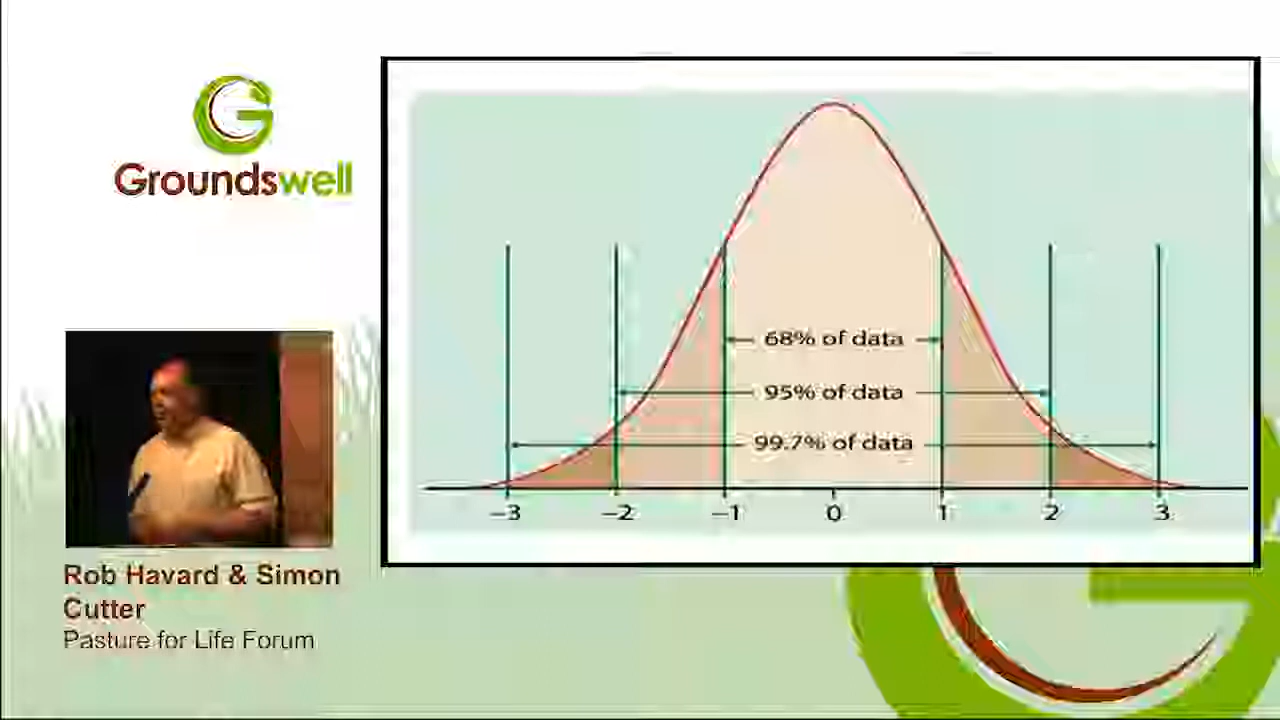 Groundswell
68% of data
95% of data
99.7% of data
−3 −2 −1 0 1 2 3
Rob Havard & Simon
Cutter
Pasture for Life Forum